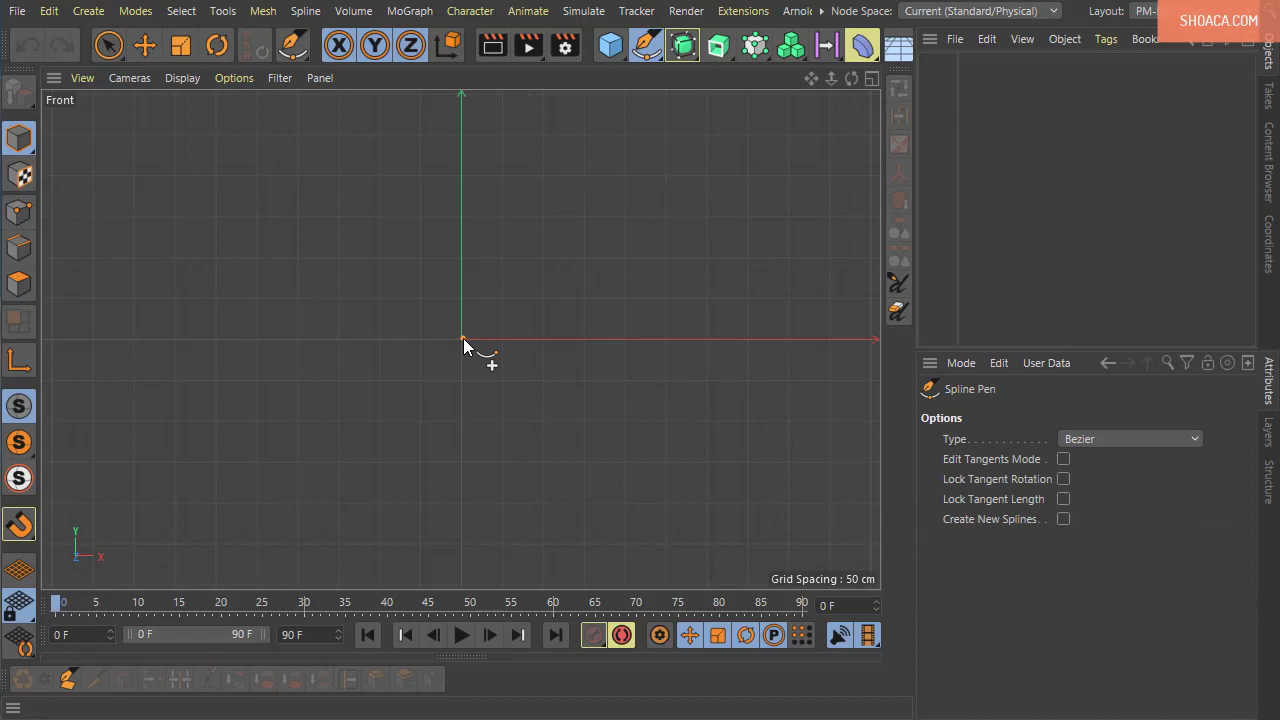 File Edit Create Modes Select Tools Mesh Spline Volume MoGraph Character Animate Simulate Tracker Render Extensions Arnol Node Space: Current (Standard/Physical) Layout: PM-
SHOACA.COM
X Y Z
File Edit View Object Tags Book
View Cameras Display Options Filter Panel
Front
Objects
Takes
Content Browser
Coordinates
Mode Edit User Data
Spline Pen
Options
Type Bezier
Edit Tangents Mode
Lock Tangent Rotation
Lock Tangent Length
Create New Splines
Attributes
Layers
Structure
S
S
S
Y
Z X
Grid Spacing : 50 cm
0 5 10 15 20 25 30 35 40 45 50 55 60 65 70 75 80 85 90 0 F
0 F 0 F 90 F 90 F
P